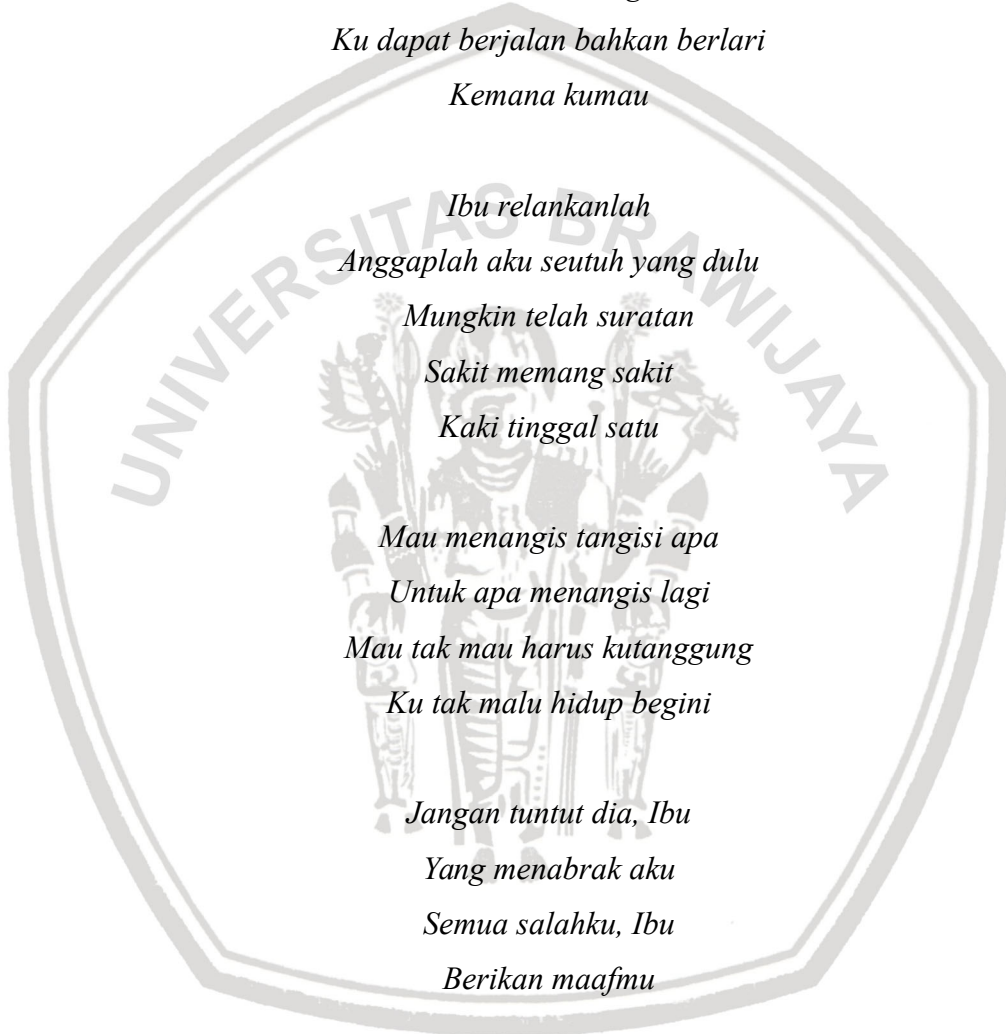 Ku dapat berjalan bahkan berlari
Kemana kumau
Ibu relankanlah
Anggaplah aku seutuh yang dulu
Mungkin telah suratan
Sakit memang sakit
Kaki tinggal satu
Mau menangis tangisi apa
Untuk apa menangis lagi
Mau tak mau harus kutanggung
Ku tak malu hidup begini
Jangan tuntut dia, Ibu
Yang menabrak aku
Semua salahku, Ibu
Berikan maafmu
UNIVERSITAS BRAWIJAYA